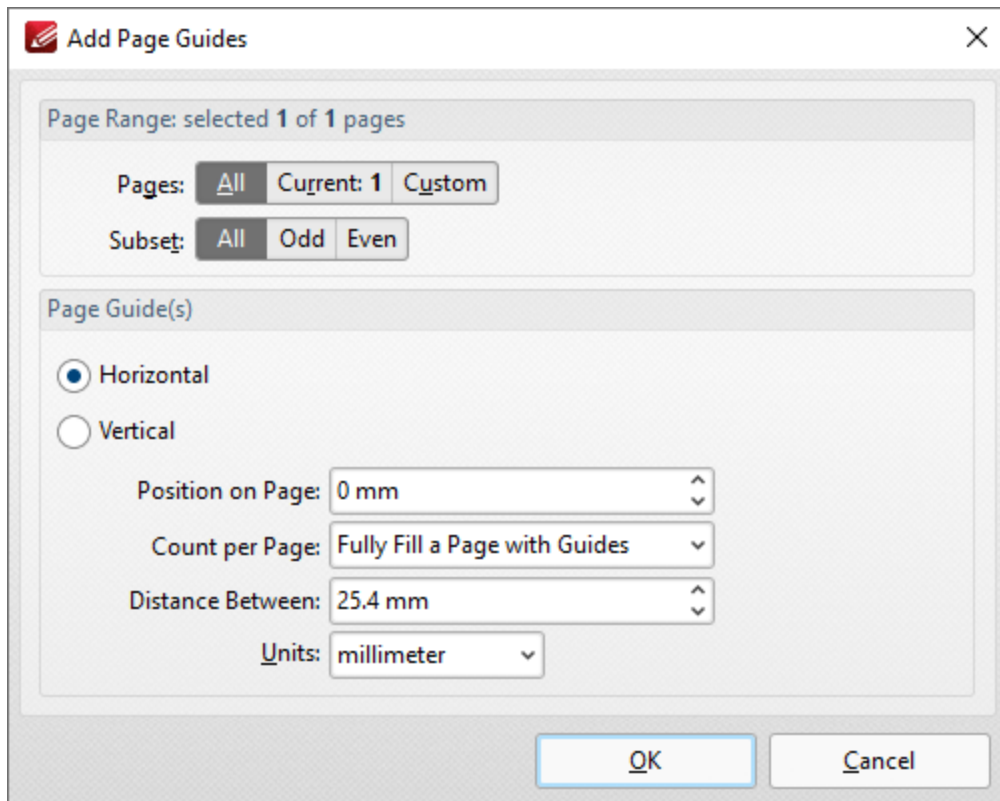 Add Page Guides
Page Range: selected 1 of 1 pages
Pages: All Current: 1 Custom
Subset: All Odd Even
Page Guide(s)
Horizontal
Vertical
Position on Page: 0 mm
Count per Page: Fully Fill a Page with Guides
Distance Between: 25.4 mm
Units: millimeter
OK Cancel